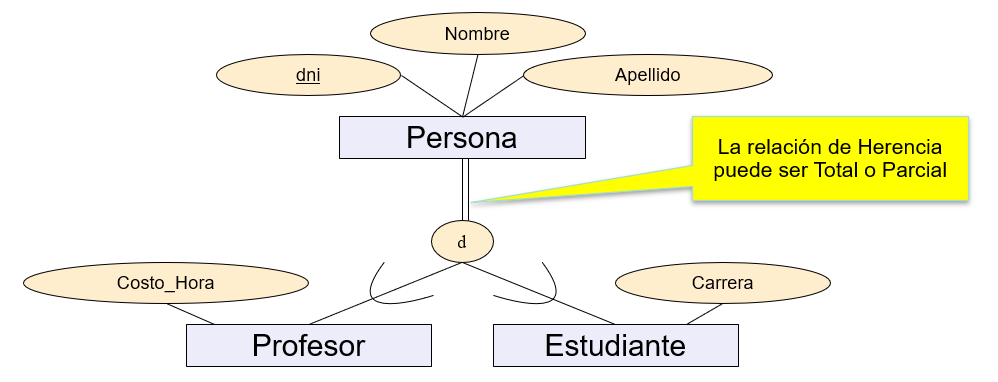 Nombre
dni
Apellido
Persona
La relación de Herencia
puede ser Total o Parcial
d
Costo_Hora
Carrera
Profesor
Estudiante